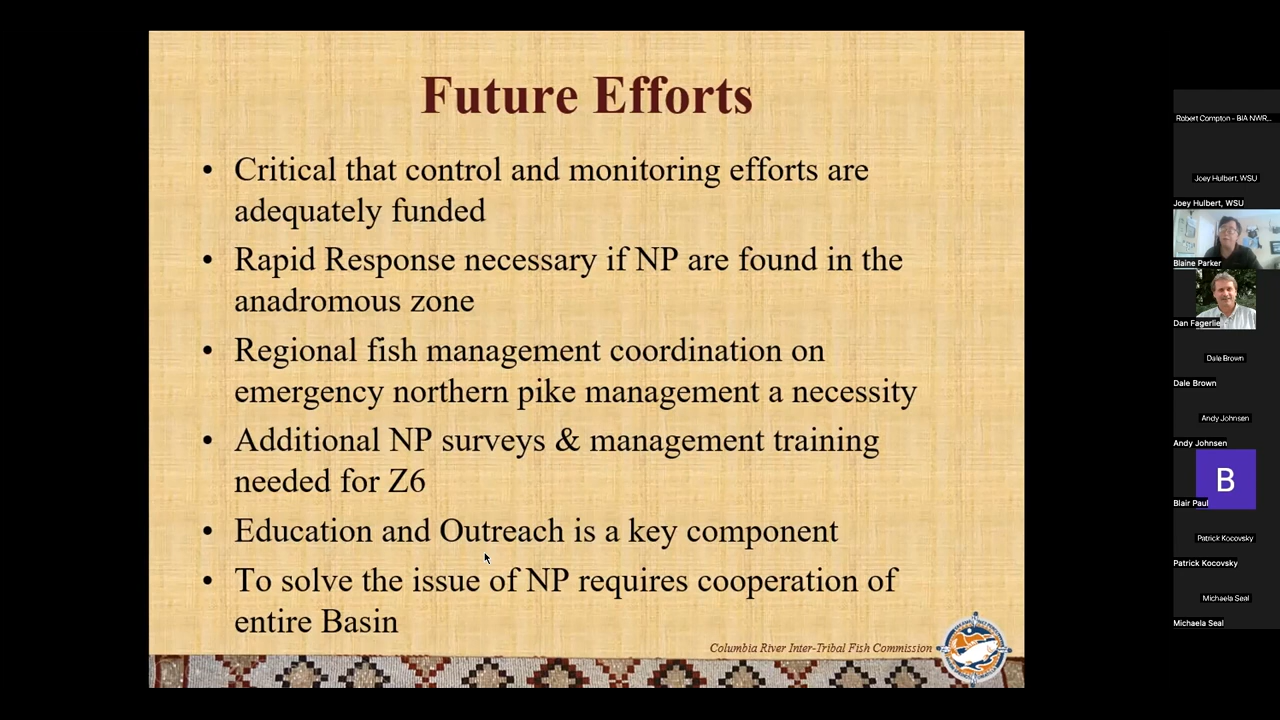 Future Efforts
• Critical that control and monitoring efforts are
adequately funded
• Rapid Response necessary if NP are found in the
anadromous zone
• Regional fish management coordination on
emergency northern pike management a necessity
• Additional NP surveys & management training
needed for Z6
• Education and Outreach is a key component
• To solve the issue of NP requires cooperation of
entire Basin
Columbia River Inter-Tribal Fish Commission
Robert Compton - BIA NWR...
Joey Hulbert, WSU
Joey Hulbert, WSU
Blaine Parker
Dan Fagerlie
Dale Brown
Dale Brown
Andy Johnsen
Andy Johnsen
B
Blair Paul
Patrick Kocovsky
Patrick Kocovsky
Michaela Seal
Michaela Seal